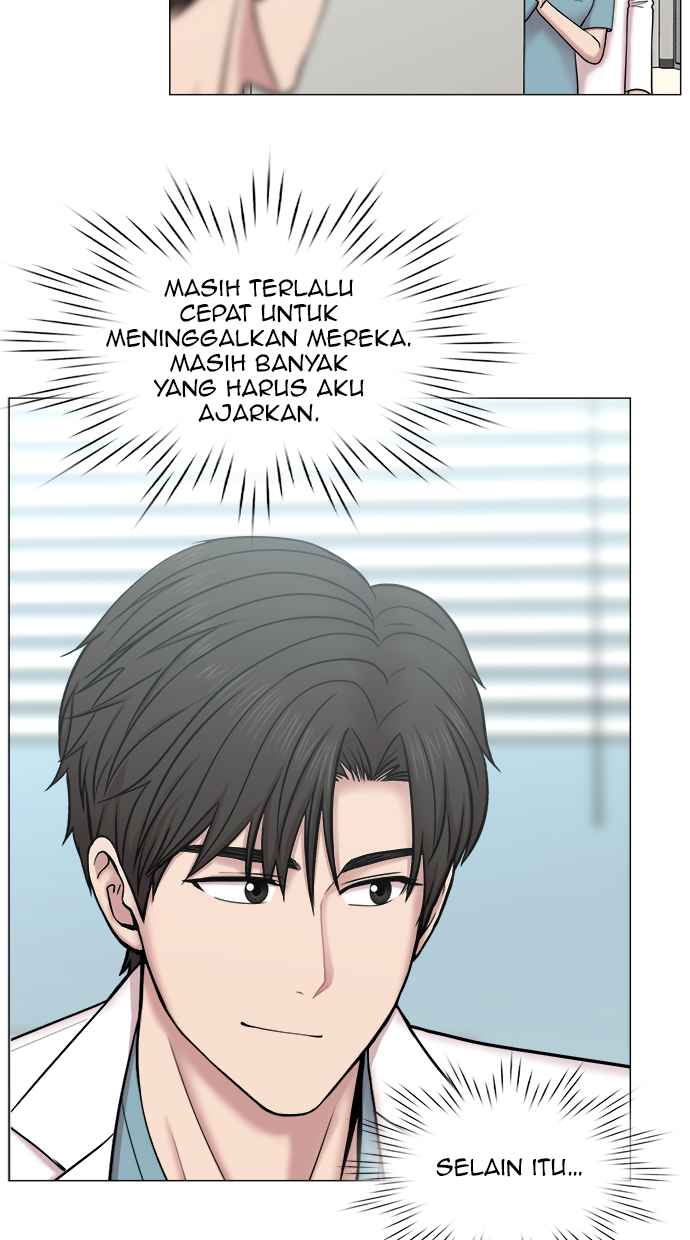 MASIH TERLALU
CEPAT UNTUK
MENINGGALKAN MEREKA.
MASIH BANYAK
YANG HARUS AKU
AJARKAN.
SELAIN ITU...